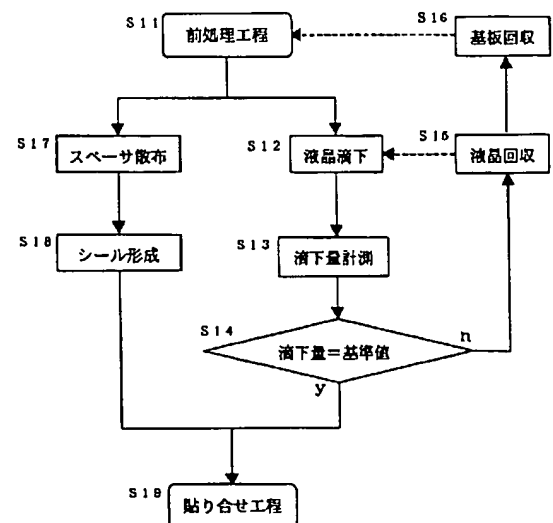 S11
前処理工程
S16
基板回収
S17
スペーサ散布
S12
液晶滴下
S15
液晶回収
S18
シール形成
S13
滴下量計測
S14
滴下量=基準値
n
y
S19
貼り合せ工程